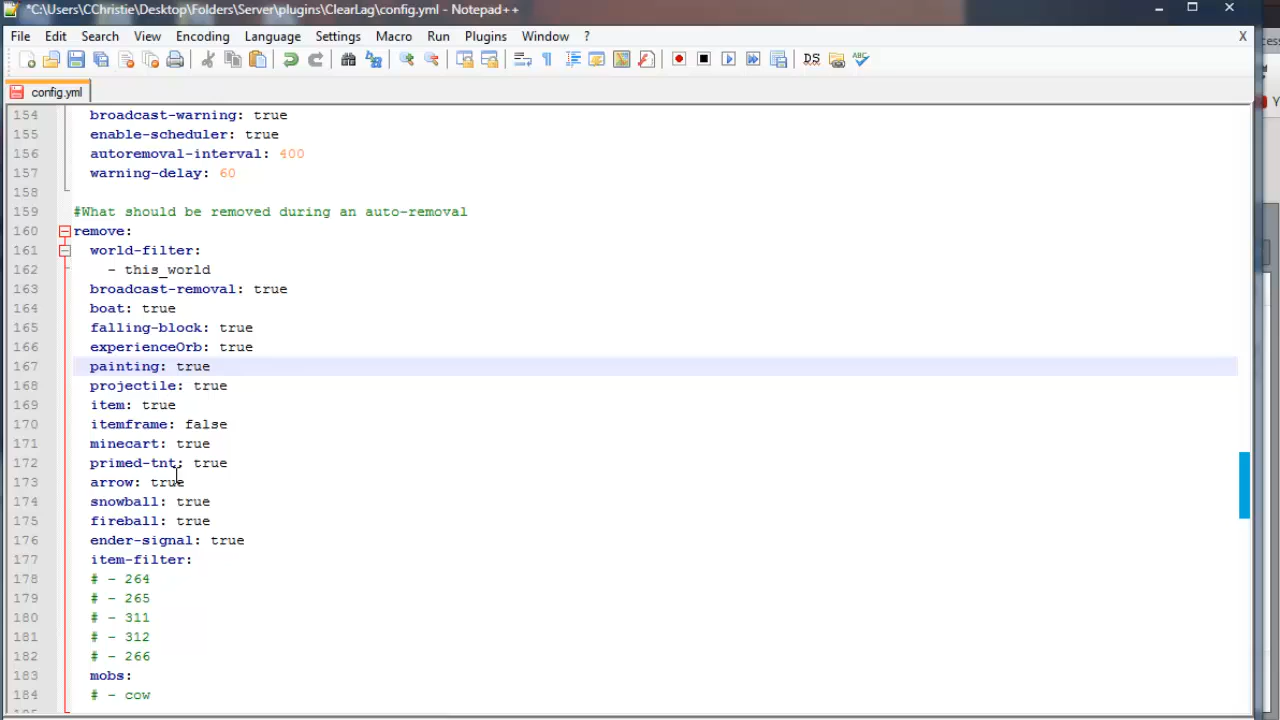 *C:\Users\CChristie\Desktop\Folders\Server\plugins\ClearLag\config.yml - Notepad++
File Edit Search View Encoding Language Settings Macro Run Plugins Window ? X
config.yml
154 broadcast-warning: true
155 enable-scheduler: true
156 autoremoval-interval: 400
157 warning-delay: 60
158
159 #What should be removed during an auto-removal
160 remove:
161 world-filter:
162 - this_world
163 broadcast-removal: true
164 boat: true
165 falling-block: true
166 experienceOrb: true
167 painting: true
168 projectile: true
169 item: true
170 itemframe: false
171 minecart: true
172 primed-tnt: true
173 arrow: true
174 snowball: true
175 fireball: true
176 ender-signal: true
177 item-filter:
178 # - 264
179 # - 265
180 # - 311
181 # - 312
182 # - 266
183 mobs:
184 # - cow